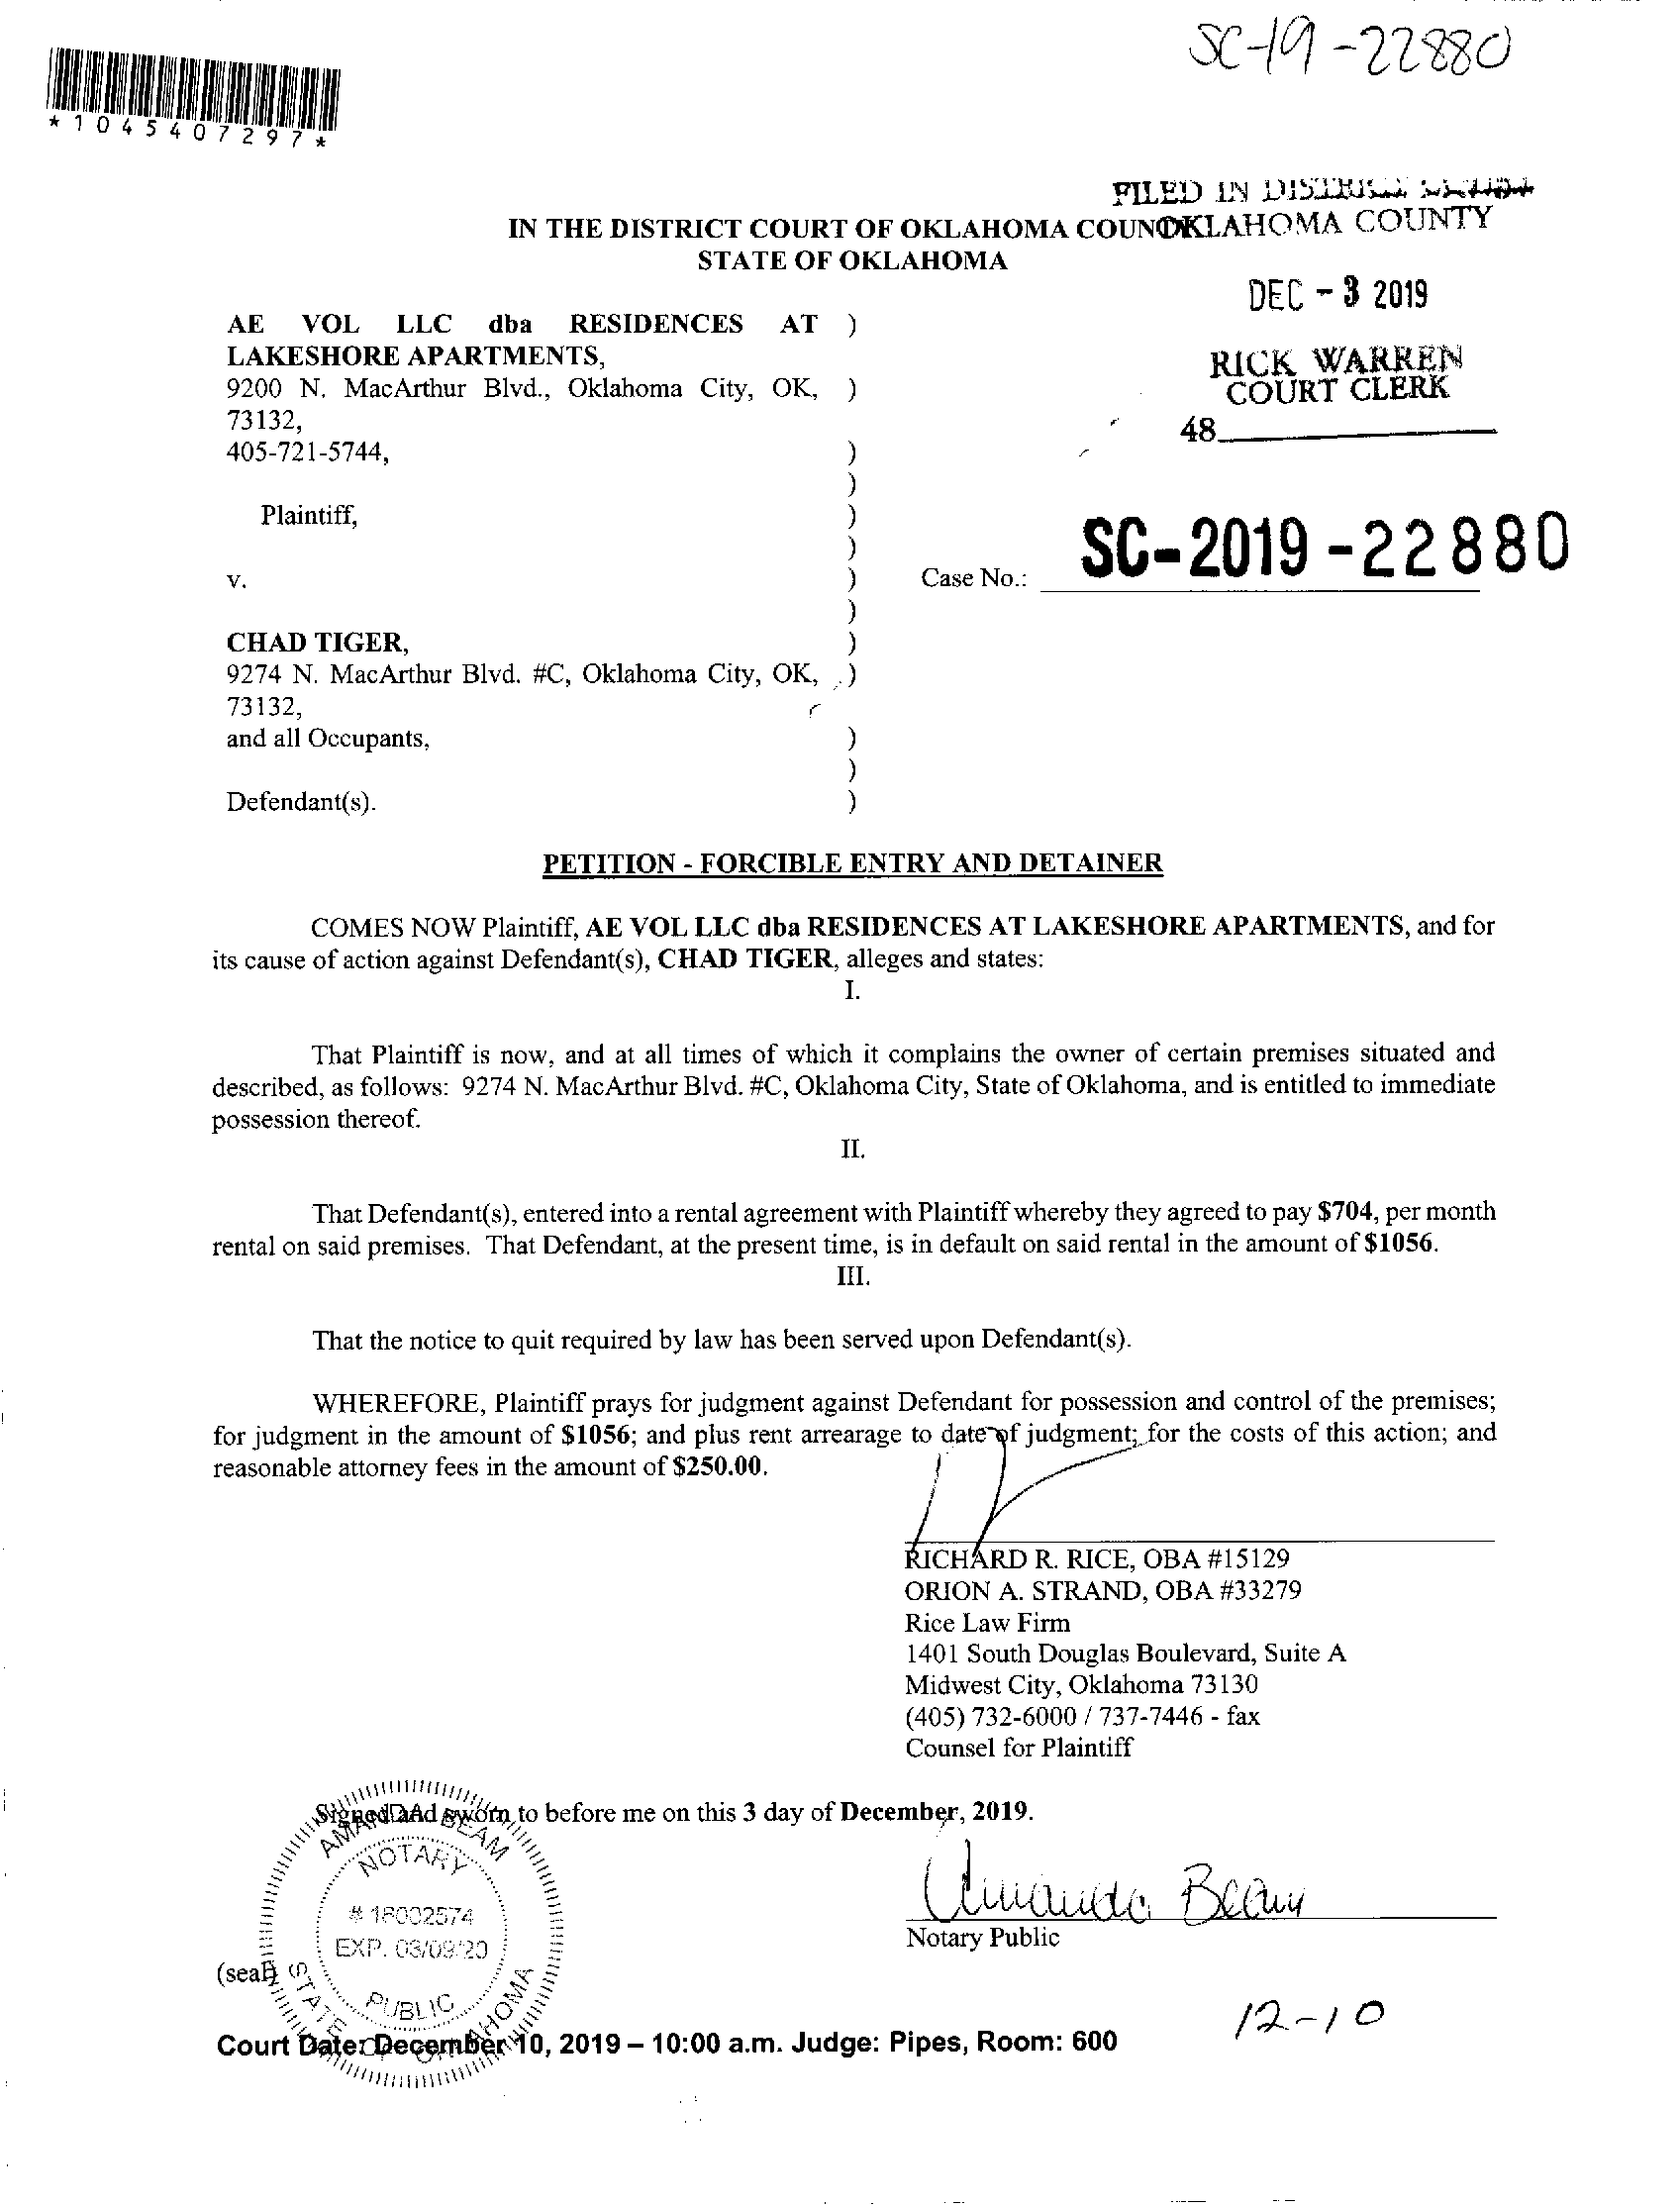 SC-19-22880
*1045407297*
FILED IN DISTRICT COURT
OKLAHOMA COUNTY
IN THE DISTRICT COURT OF OKLAHOMA COUN
STATE OF OKLAHOMA
DEC - 3 2019
RICK WARREN
COURT CLERK
48
AE VOL LLC dba RESIDENCES AT )
LAKESHORE APARTMENTS,
9200 N. MacArthur Blvd., Oklahoma City, OK, )
73132,
405-721-5744, )
)
Plaintiff, )
)
v. ) Case No.: SC-2019-22880
)
CHAD TIGER, )
9274 N. MacArthur Blvd. #C, Oklahoma City, OK, )
73132,
and all Occupants, )
)
Defendant(s). )
PETITION - FORCIBLE ENTRY AND DETAINER
COMES NOW Plaintiff, AE VOL LLC dba RESIDENCES AT LAKESHORE APARTMENTS, and for
its cause of action against Defendant(s), CHAD TIGER, alleges and states:
I.
That Plaintiff is now, and at all times of which it complains the owner of certain premises situated and
described, as follows: 9274 N. MacArthur Blvd. #C, Oklahoma City, State of Oklahoma, and is entitled to immediate
possession thereof.
II.
That Defendant(s), entered into a rental agreement with Plaintiff whereby they agreed to pay $704, per month
rental on said premises. That Defendant, at the present time, is in default on said rental in the amount of $1056.
III.
That the notice to quit required by law has been served upon Defendant(s).
WHEREFORE, Plaintiff prays for judgment against Defendant for possession and control of the premises;
for judgment in the amount of $1056; and plus rent arrearage to date of judgment; for the costs of this action; and
reasonable attorney fees in the amount of $250.00.
RICHARD R. RICE, OBA #15129
ORION A. STRAND, OBA #33279
Rice Law Firm
1401 South Douglas Boulevard, Suite A
Midwest City, Oklahoma 73130
(405) 732-6000 / 737-7446 - fax
Counsel for Plaintiff
Signed and sworn to before me on this 3 day of December, 2019.
AMANDA BEAM
NOTARY
# 16002574
EXP. 03/09/20
PUBLIC
STATE OF OKLAHOMA
Amanda Beam
Notary Public
(seal)
12-10
Court Date: December 10, 2019 – 10:00 a.m. Judge: Pipes, Room: 600